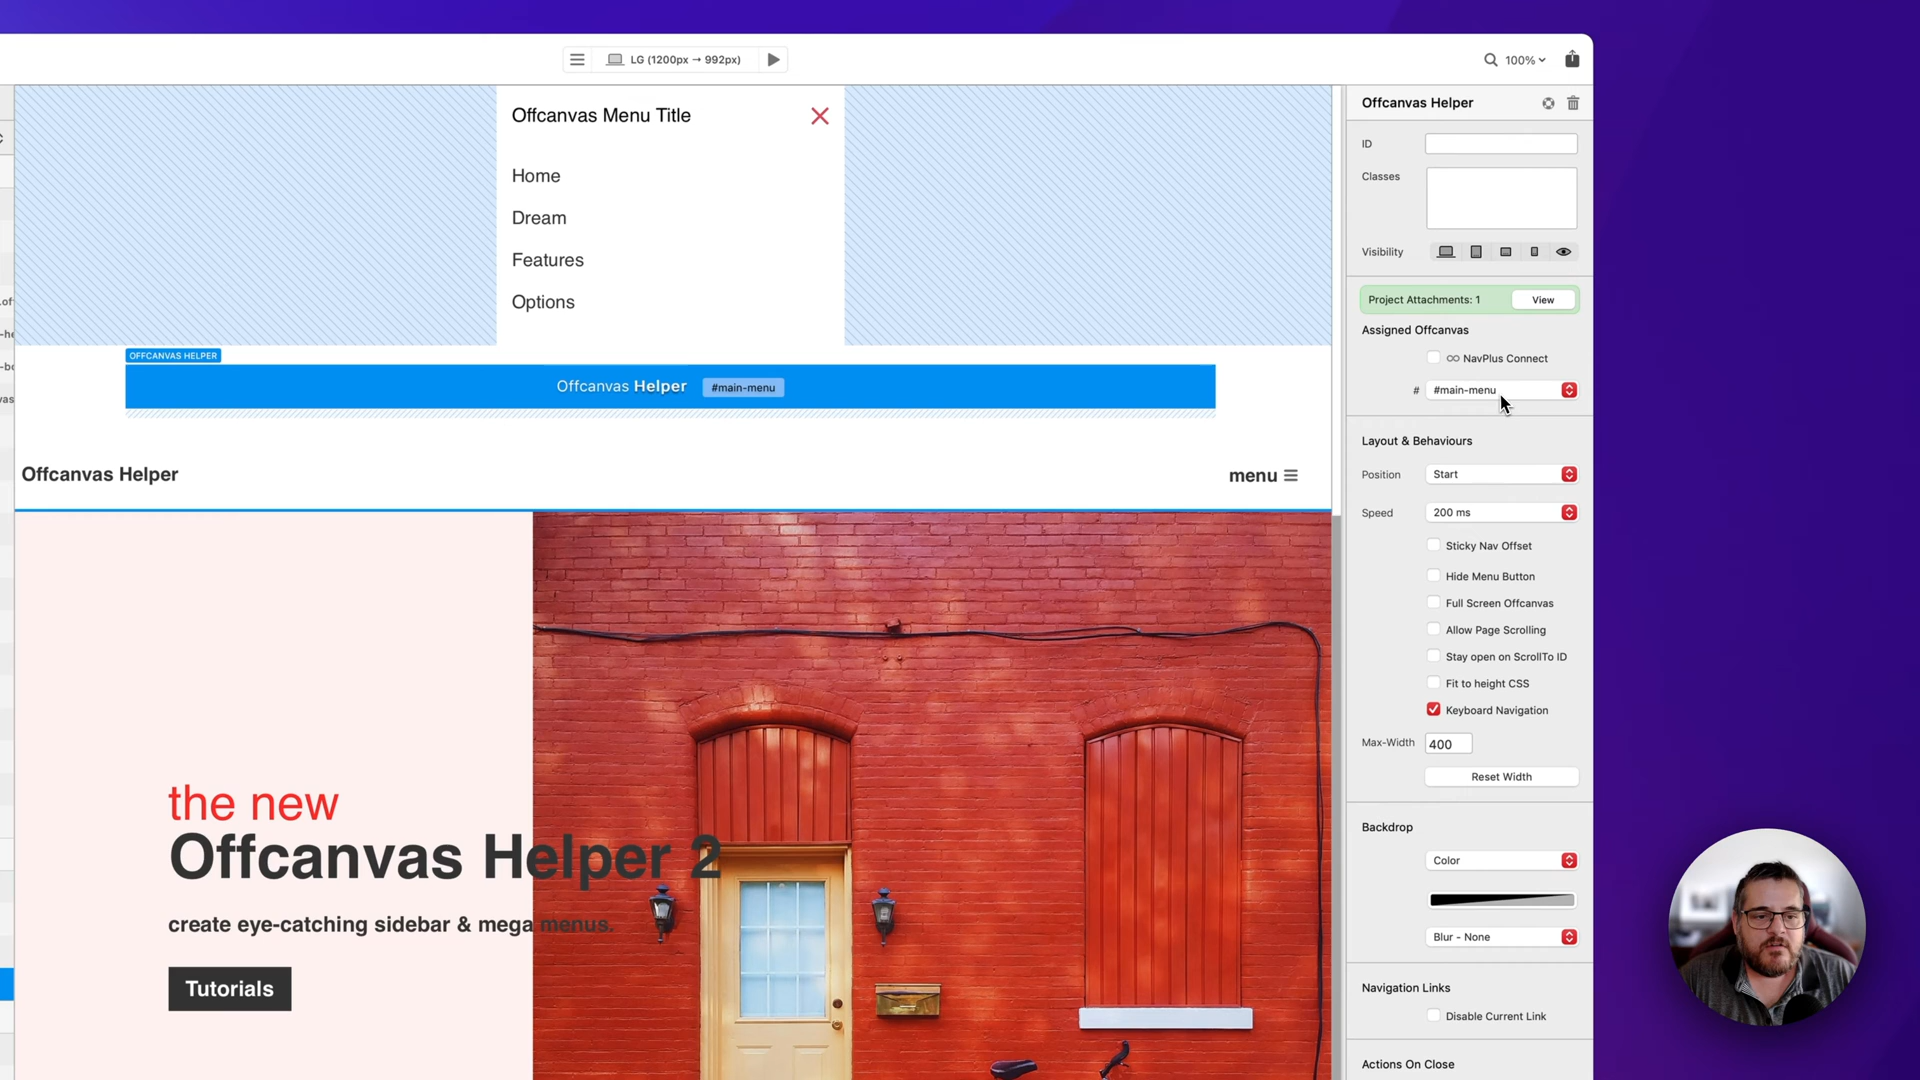 LG (1200px → 992px)
100%
Offcanvas Menu Title
Home
Dream
Features
Options
OFFCANVAS HELPER
Offcanvas Helper #main-menu
Offcanvas Helper
menu
the new
Offcanvas Helper 2
create eye-catching sidebar & mega menus.
Tutorials
Offcanvas Helper
ID
Classes
Visibility
Project Attachments: 1 View
Assigned Offcanvas
NavPlus Connect
# #main-menu
Layout & Behaviours
Position Start
Speed 200 ms
Sticky Nav Offset
Hide Menu Button
Full Screen Offcanvas
Allow Page Scrolling
Stay open on ScrollTo ID
Fit to height CSS
Keyboard Navigation
Max-Width 400
Reset Width
Backdrop
Color
Blur - None
Navigation Links
Disable Current Link
Actions On Close